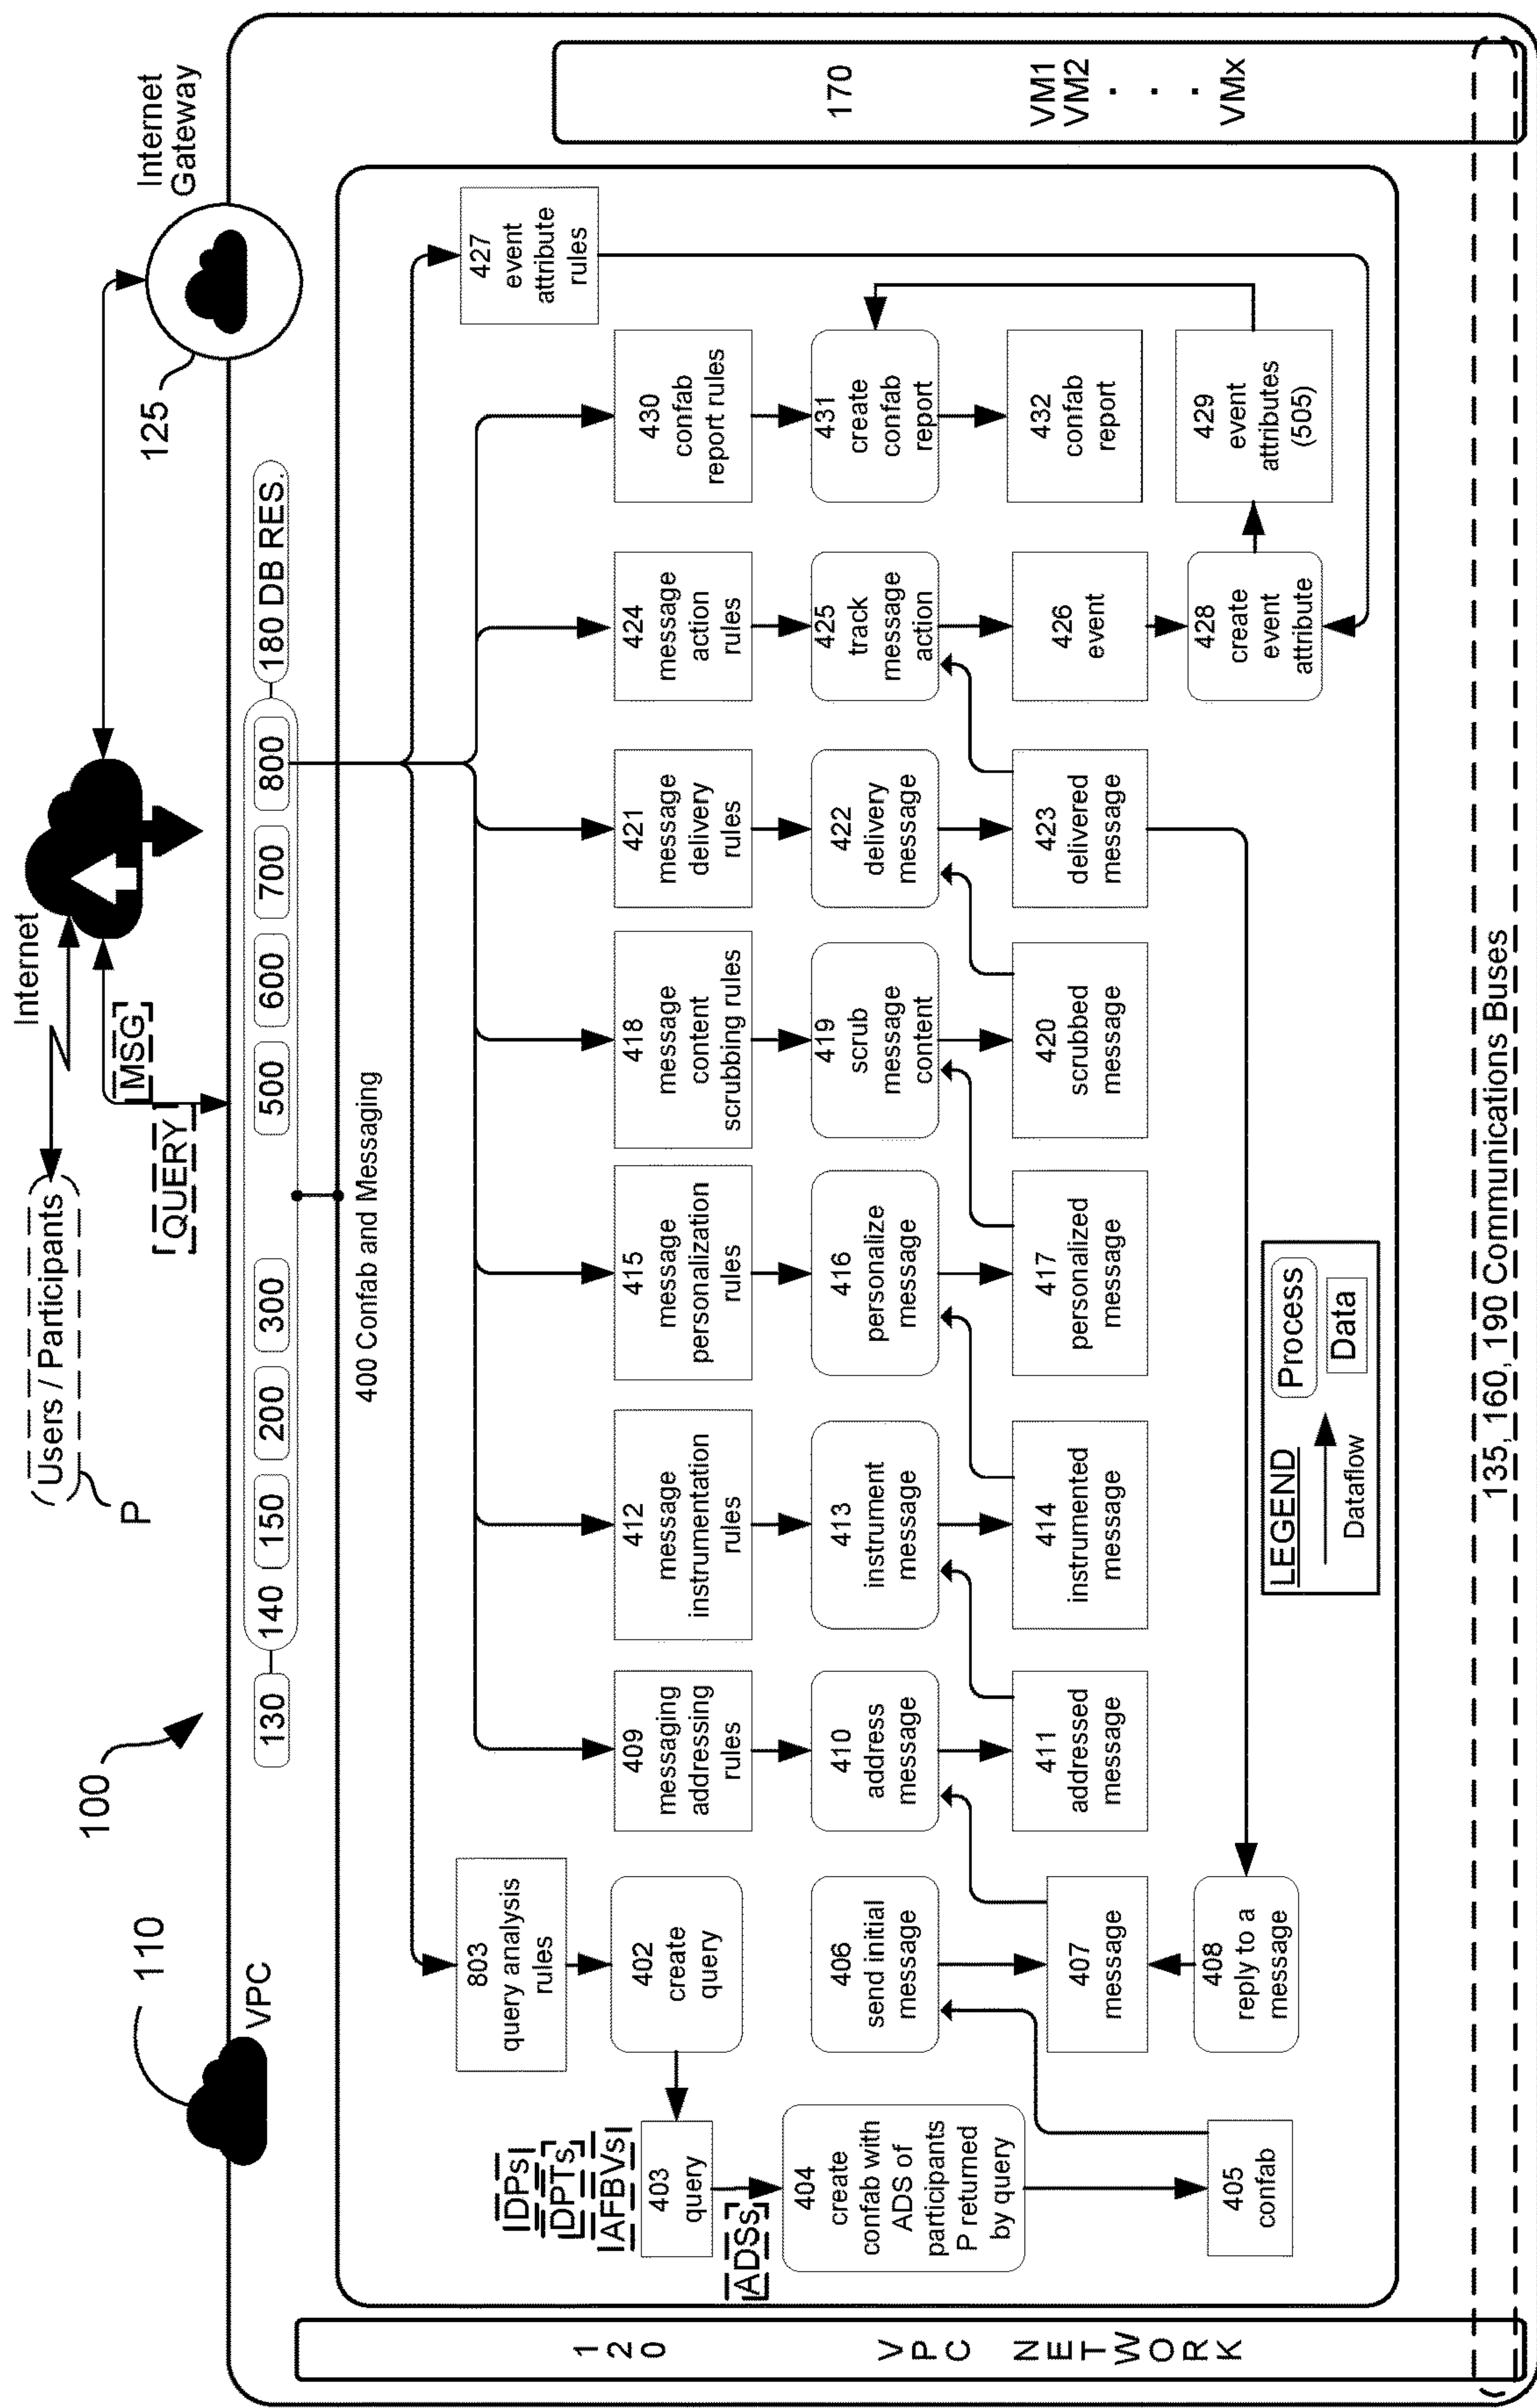 100
110
VPC
P
Users / Participants
Internet
MSG
QUERY
Internet
Gateway
125
130
140
150
200
300
500
600
700
800
180 DB RES.
400 Confab and Messaging
120
VPC NETWORK
170
VM1
VM2
.
.
.
VMx
DPs
DPTs
AFBVs
403
query
ADSs
404
create
confab with
ADS of
participants
P returned
by query
405
confab
803
query analysis
rules
402
create
query
406
send initial
message
407
message
408
reply to a
message
409
messaging
addressing
rules
410
address
message
411
addressed
message
412
message
instrumentation
rules
413
instrument
message
414
instrumented
message
415
message
personalization
rules
416
personalize
message
417
personalized
message
418
message
content
scrubbing rules
419
scrub
message
content
420
scrubbed
message
421
message
delivery
rules
422
delivery
message
423
delivered
message
424
message
action
rules
425
track
message
action
426
event
428
create
event
attribute
430
confab
report rules
431
create
confab
report
432
confab
report
429
event
attributes
(505)
427
event
attribute
rules
LEGEND
Dataflow
Process
Data
135, 160, 190 Communications Buses